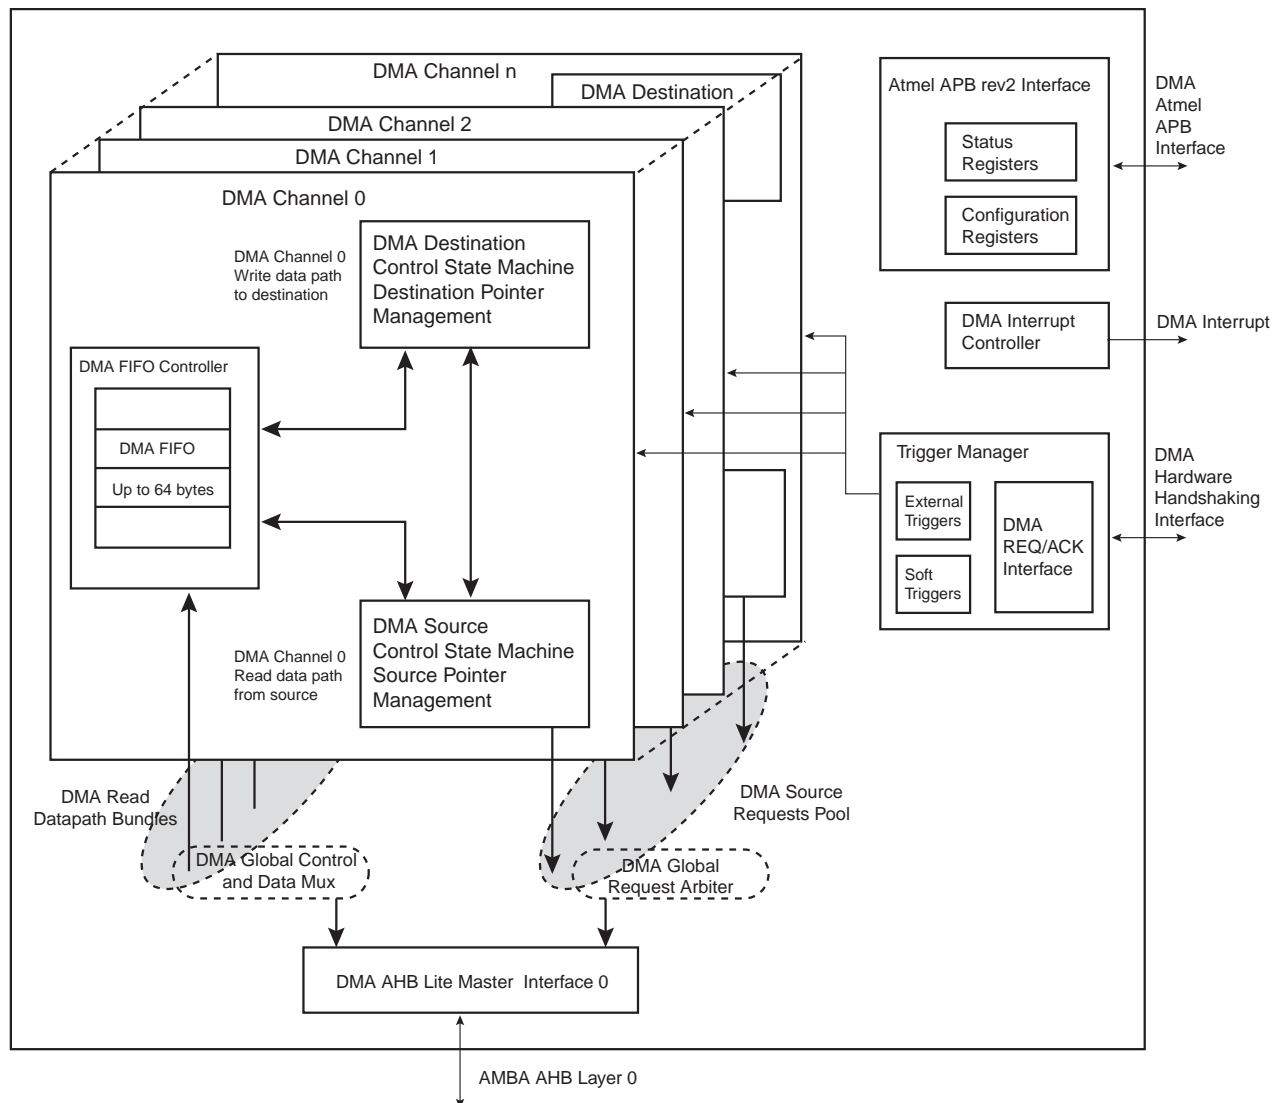 DMA Channel n
DMA Destination
DMA Channel 2
DMA Channel 1
DMA Channel 0
DMA Channel 0
Write data path
to destination
DMA Destination
Control State Machine
Destination Pointer
Management
DMA FIFO Controller
DMA FIFO
Up to 64 bytes
DMA Channel 0
Read data path
from source
DMA Source
Control State Machine
Source Pointer
Management
Atmel APB rev2 Interface
Status
Registers
Configuration
Registers
DMA
Atmel
APB
Interface
DMA Interrupt
Controller
DMA Interrupt
Trigger Manager
External
Triggers
Soft
Triggers
DMA
REQ/ACK
Interface
DMA
Hardware
Handshaking
Interface
DMA Read
Datapath Bundles
DMA Source
Requests Pool
DMA Global Control
and Data Mux
DMA Global
Request Arbiter
DMA AHB Lite Master Interface 0
AMBA AHB Layer 0